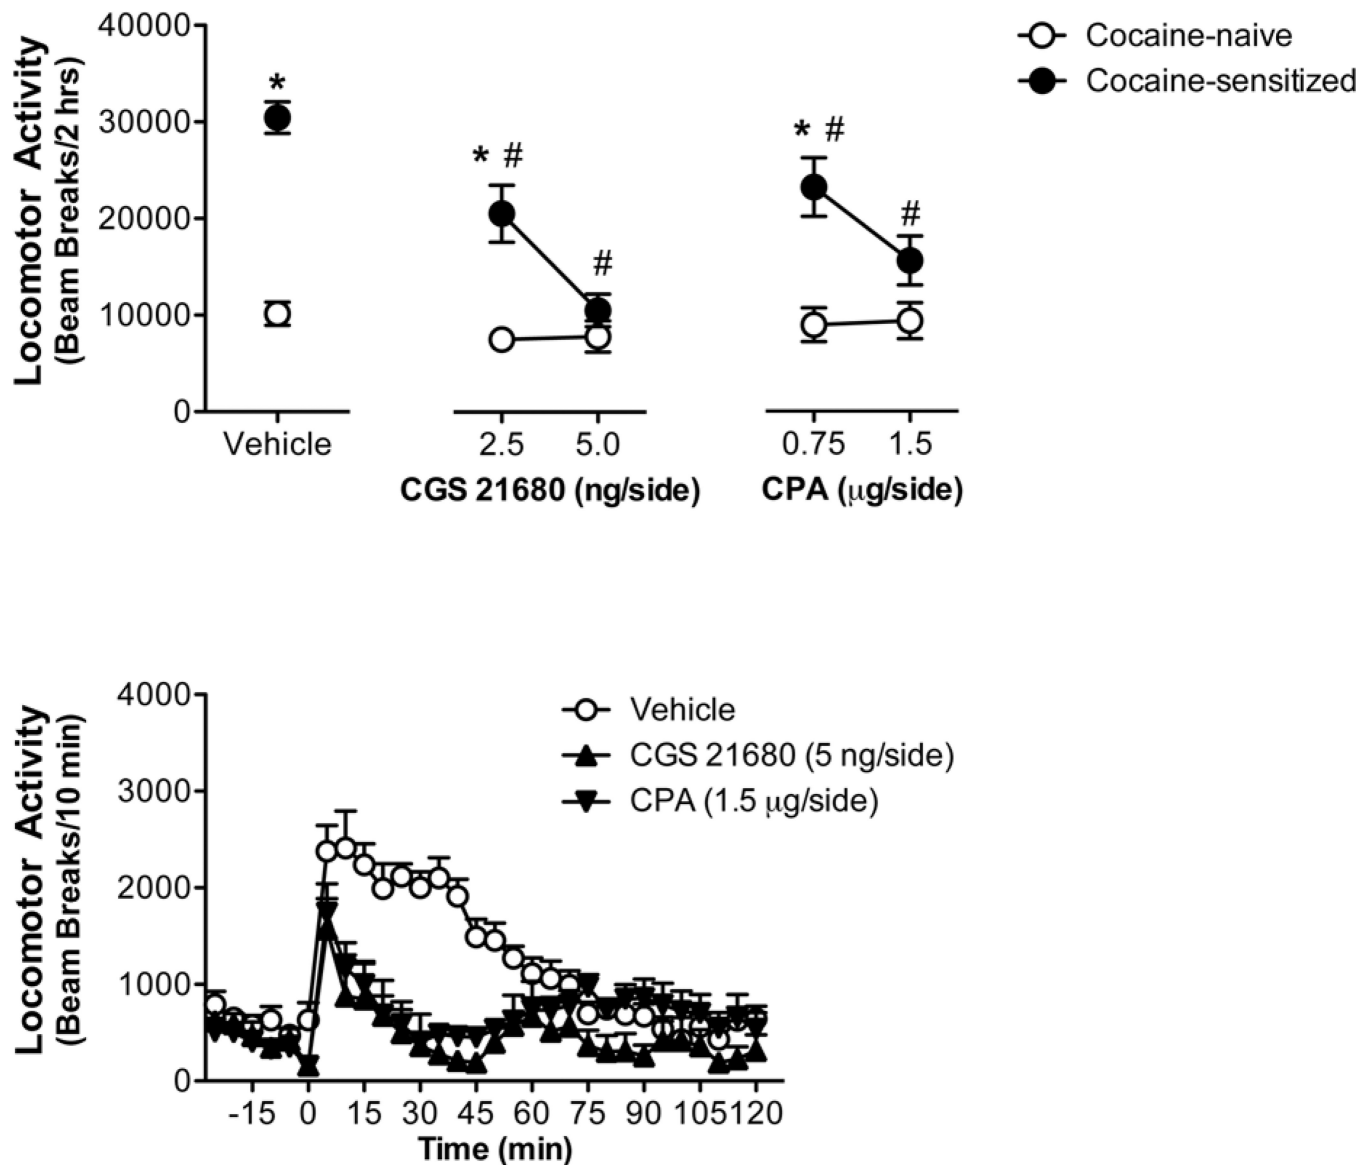 Locomotor Activity
(Beam Breaks/2 hrs)
40000
30000
20000
10000
0
Cocaine-naive
Cocaine-sensitized
*
* #
#
* #
#
Vehicle
2.5 5.0
0.75 1.5
CGS 21680 (ng/side)
CPA (μg/side)
Locomotor Activity
(Beam Breaks/10 min)
4000
3000
2000
1000
0
Vehicle
CGS 21680 (5 ng/side)
CPA (1.5 μg/side)
-15 0 15 30 45 60 75 90 105 120
Time (min)